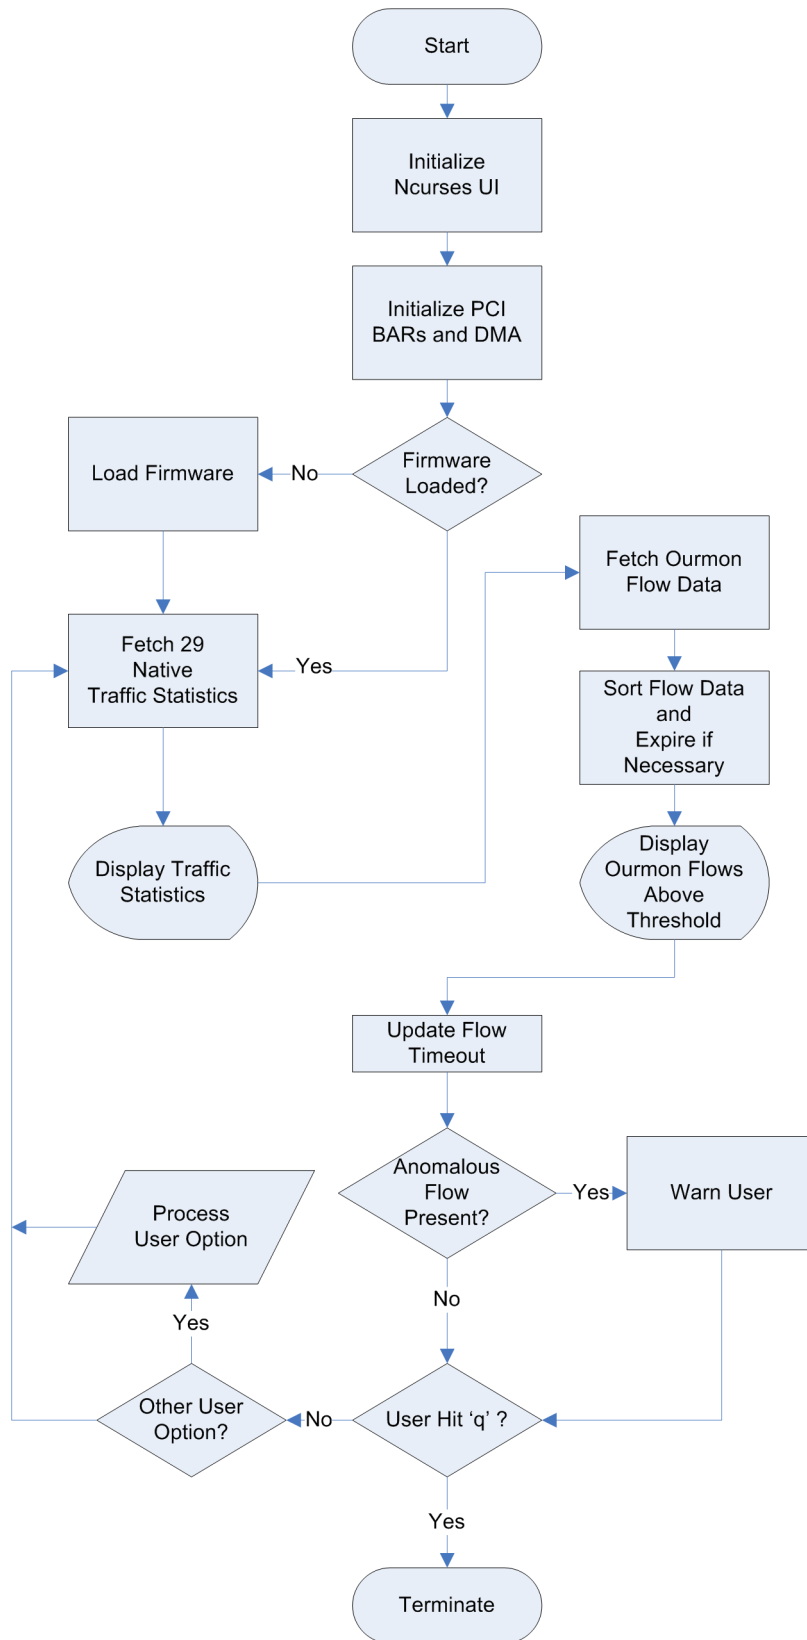 Start
Initialize
Ncurses UI
Initialize PCI
BARs and DMA
Firmware
Loaded?
No
Load Firmware
Yes
Fetch 29
Native
Traffic Statistics
Display Traffic
Statistics
Fetch Ourmon
Flow Data
Sort Flow Data
and
Expire if
Necessary
Display
Ourmon Flows
Above
Threshold
Update Flow
Timeout
Anomalous
Flow
Present?
Yes
Warn User
No
User Hit ‘q’ ?
No
Other User
Option?
Yes
Process
User Option
Yes
Terminate